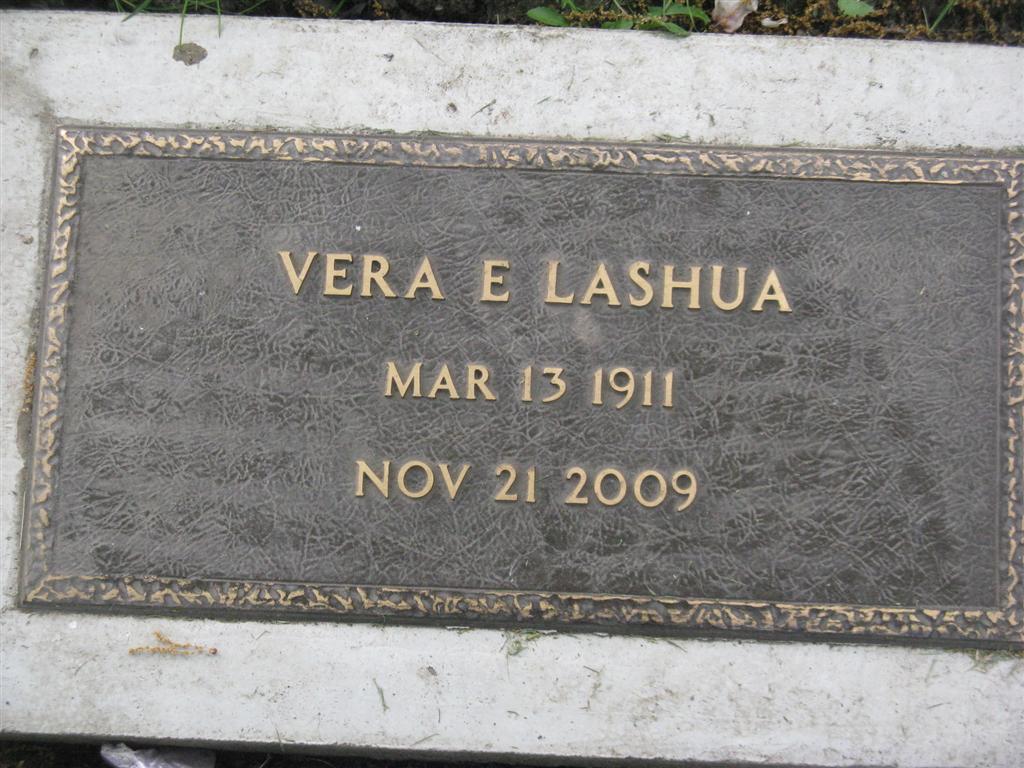 VERA E LASHUA
MAR 13 1911
NOV 21 2009